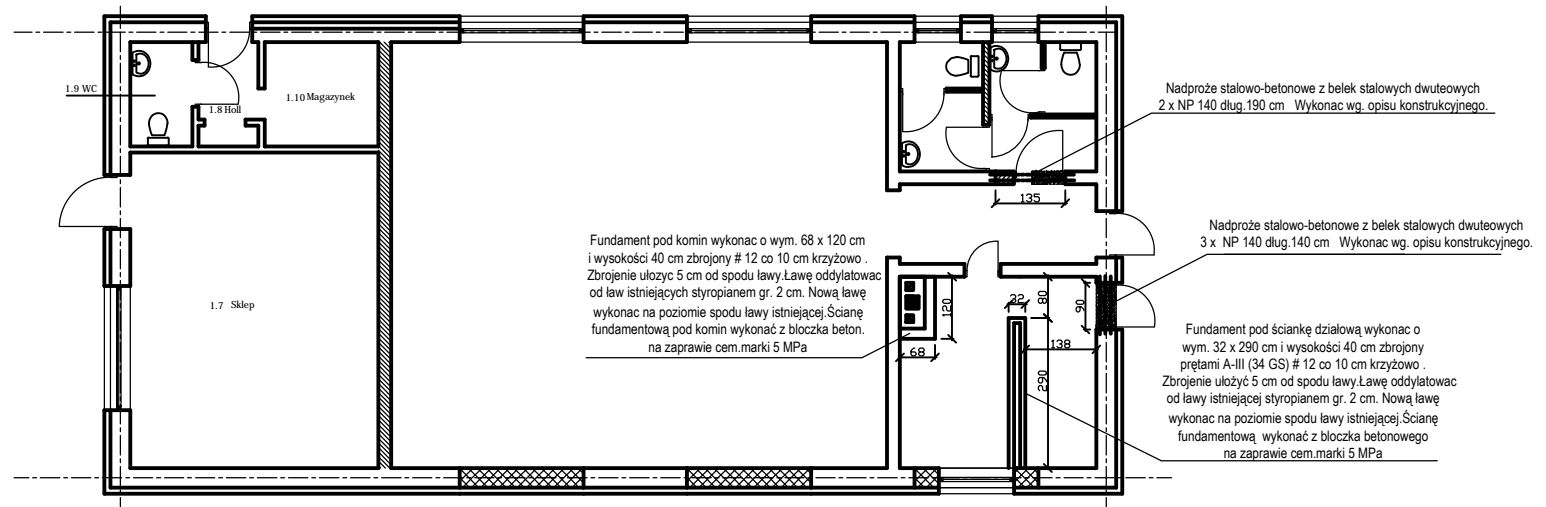 1.9 WC
1.8 Holl
1.10 Magazynek
1.7 Sklep
Nadproże stalowo-betonowe z belek stalowych dwuteowych
2 x NP 140 dług.190 cm Wykonac wg. opisu konstrukcyjnego.
135
Nadproże stalowo-betonowe z belek stalowych dwuteowych
3 x NP 140 dług.140 cm Wykonac wg. opisu konstrukcyjnego.
Fundament pod komin wykonac o wym. 68 x 120 cm
i wysokości 40 cm zbrojony # 12 co 10 cm krzyżowo .
Zbrojenie ułozyc 5 cm od spodu ławy.Ławę oddylatowac
od ław istniejących styropianem gr. 2 cm. Nową ławę
wykonac na poziomie spodu ławy istniejącej.Ścianę
fundamentową pod komin wykonać z bloczka beton.
na zaprawie cem.marki 5 MPa
120
68
32
80
90
138
290
Fundament pod ściankę działową wykonac o
wym. 32 x 290 cm i wysokości 40 cm zbrojony
prętami A-III (34 GS) # 12 co 10 cm krzyżowo .
Zbrojenie ułożyć 5 cm od spodu ławy.Ławę oddylatowac
od ławy istniejącej styropianem gr. 2 cm. Nową ławę
wykonac na poziomie spodu ławy istniejącej.Ścianę
fundamentową wykonać z bloczka betonowego
na zaprawie cem.marki 5 MPa